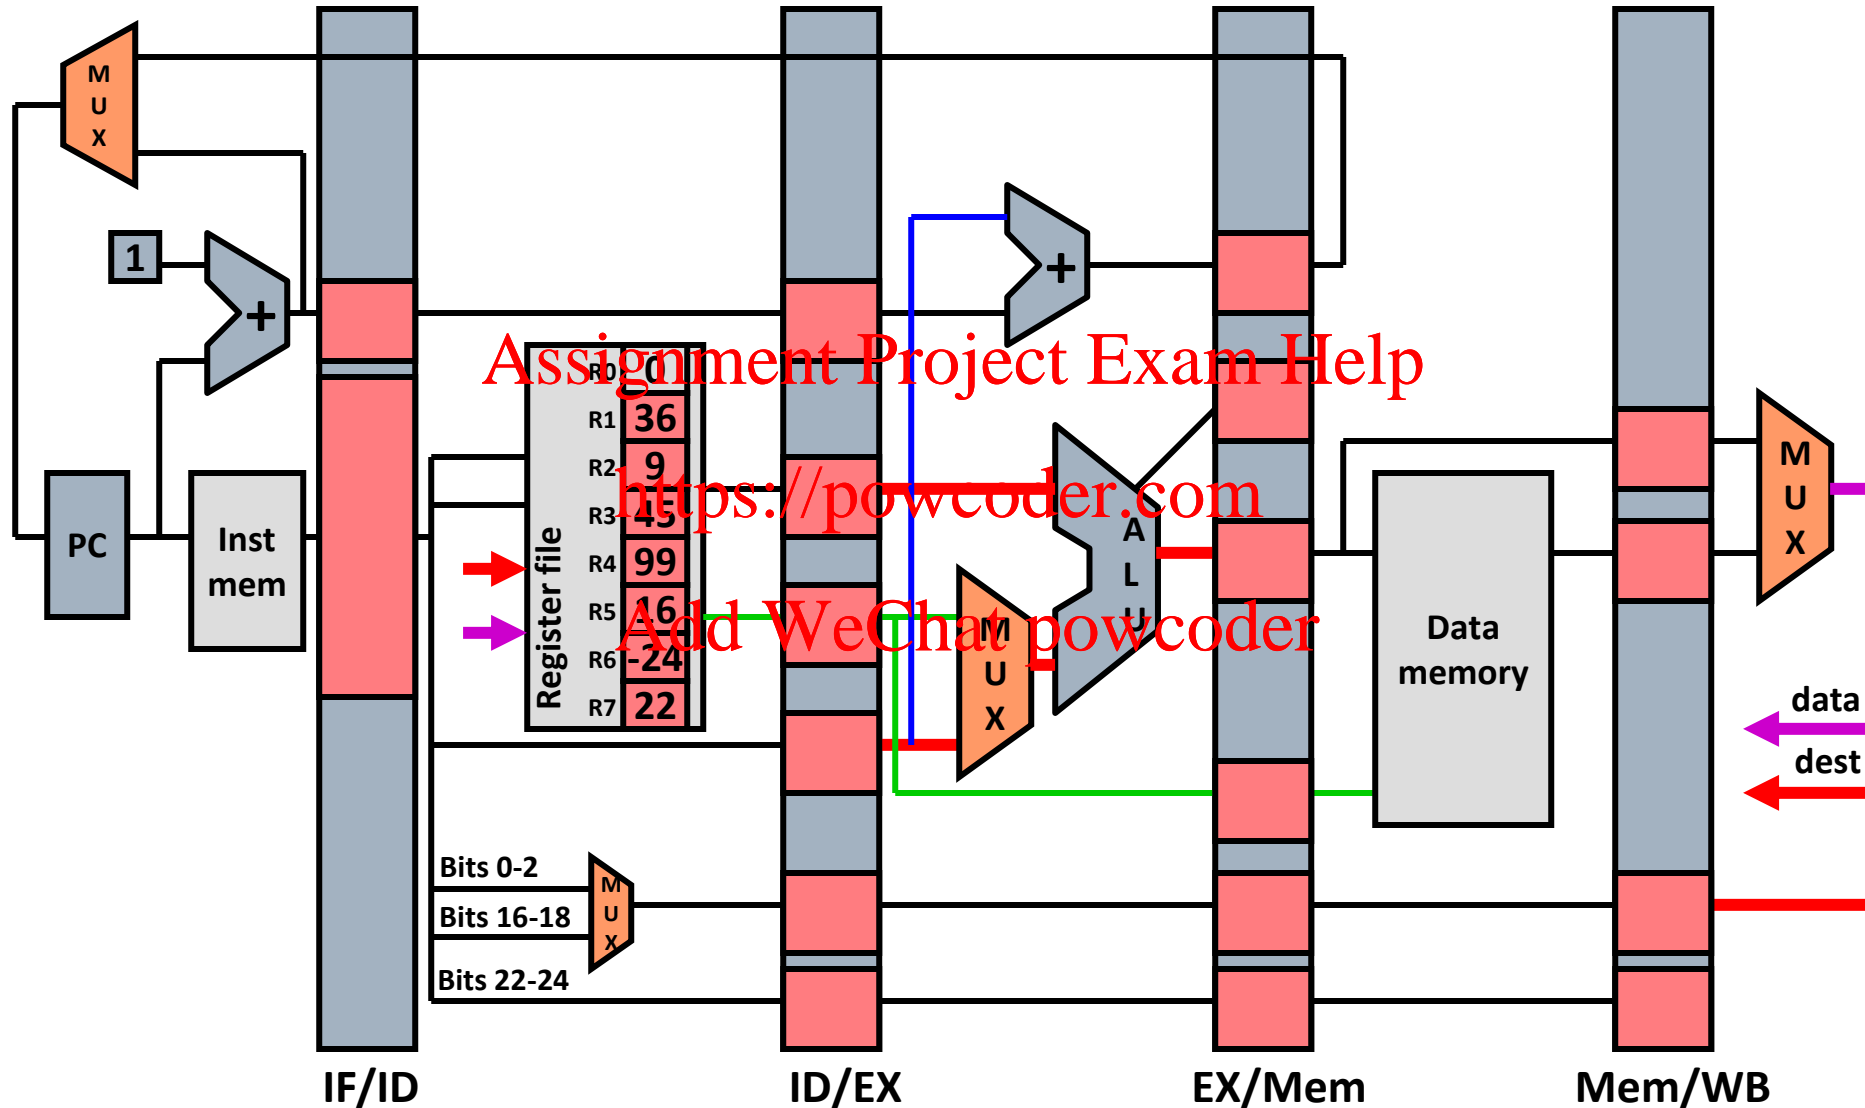 M
U
X
1
+
+
PC
Inst
mem
Register file
R0 0
R1 36
R2 9
R3 45
R4 99
R5 16
R6 -24
R7 22
M
U
X
A
L
U
Data
memory
M
U
X
data
dest
Bits 0-2
Bits 16-18
Bits 22-24
M
U
X
IF/ID
ID/EX
EX/Mem
Mem/WB
Assignment Project Exam Help
https://powcoder.com
Add WeChat powcoder